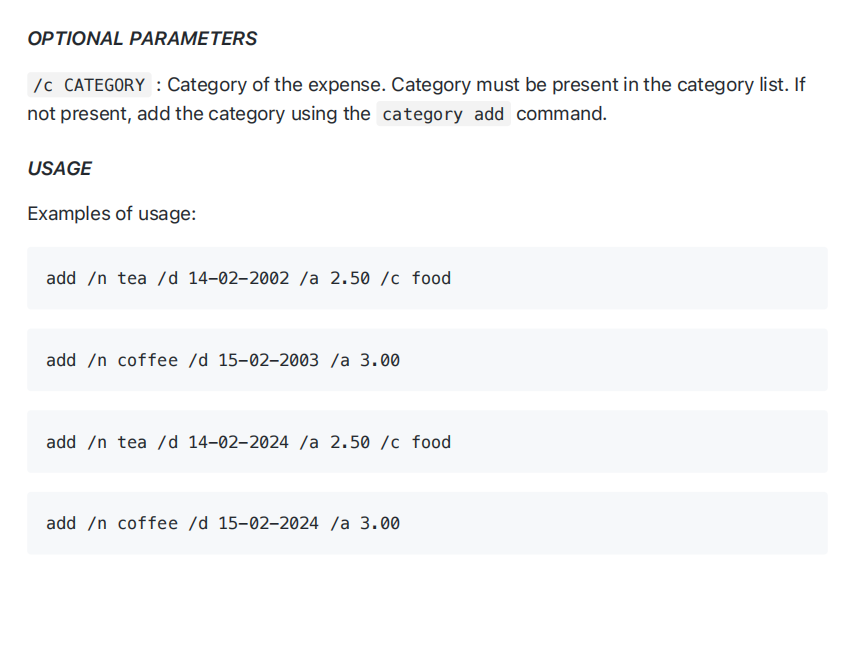 OPTIONAL PARAMETERS
/c CATEGORY : Category of the expense. Category must be present in the category list. If
not present, add the category using the category add command.
USAGE
Examples of usage:
add /n tea /d 14-02-2002 /a 2.50 /c food
add /n coffee /d 15-02-2003 /a 3.00
add /n tea /d 14-02-2024 /a 2.50 /c food
add /n coffee /d 15-02-2024 /a 3.00